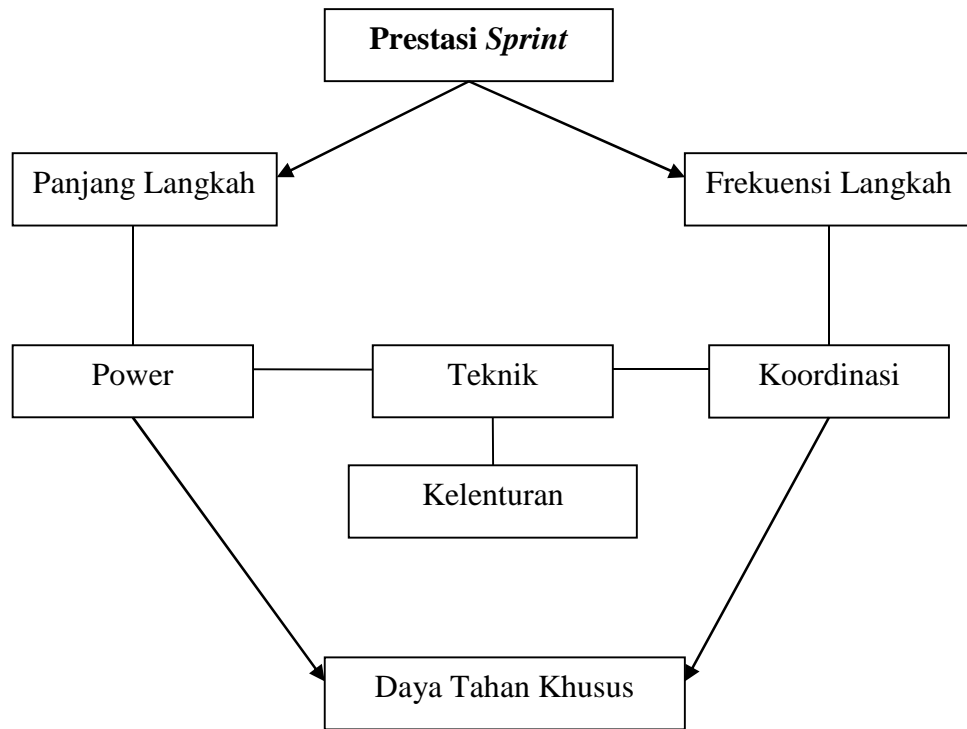 Prestasi Sprint
Panjang Langkah
Frekuensi Langkah
Power
Teknik
Koordinasi
Kelenturan
Daya Tahan Khusus